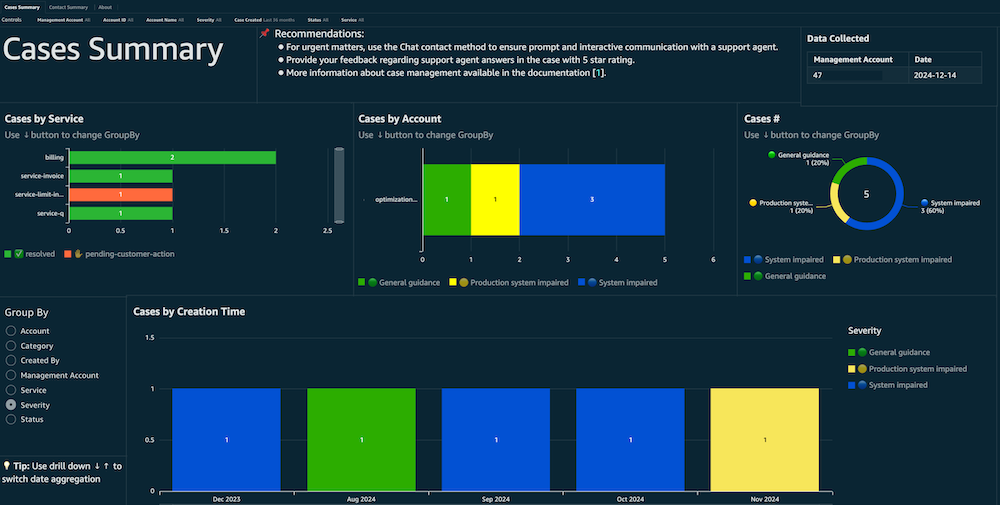 Cases Summary
Contact Summary
About
Controls
Management Account All
Account ID All
Account Name All
Severity All
Case Created Last 36 months
Status All
Service All
Cases Summary
📌 Recommendations:
• For urgent matters, use the Chat contact method to ensure prompt and interactive communication with a support agent.
• Provide your feedback regarding support agent answers in the case with 5 star rating.
• More information about case management available in the documentation [1].
Data Collected
Management Account Date
47 2024-12-14
Cases by Service
Use ↓ button to change GroupBy
billing
2
service-invoice
1
service-limit-in...
1
service-q
1
0 0.5 1 1.5 2 2.5
✅ resolved ✋ pending-customer-action
Cases by Account
Use ↓ button to change GroupBy
optimization...
1 1 3
0 1 2 3 4 5 6
General guidance Production system impaired System impaired
Cases #
Use ↓ button to change GroupBy
General guidance
1 (20%)
Production syste...
1 (20%)
5
System impaired
3 (60%)
System impaired Production system impaired
General guidance
Group By
Account
Category
Created By
Management Account
Service
Severity
Status
💡 Tip: Use drill down ↓ ↑ to
switch date aggregation
Cases by Creation Time
1.5
1
0.5
0
1 1 1 1 1
Dec 2023 Aug 2024 Sep 2024 Oct 2024 Nov 2024
Severity
General guidance
Production system impaired
System impaired